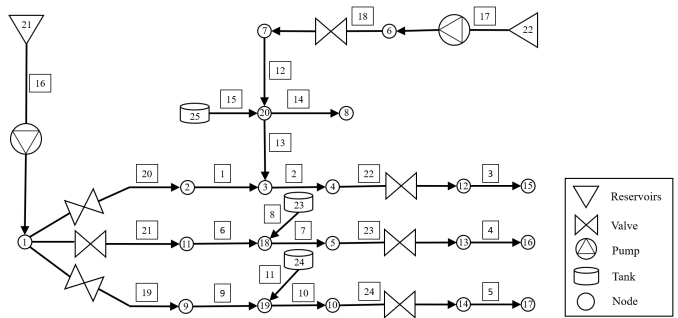 21 18 17
7 6 22
16 12
15 14
25 20 8
13
20 1 2 22 3
2 3 4 12 15
23
21 6 8 7 23 4
1 11 18 5 13 16
24
19 9 11 10 24 5
9 19 10 14 17
Reservoirs
Valve
Pump
Tank
Node